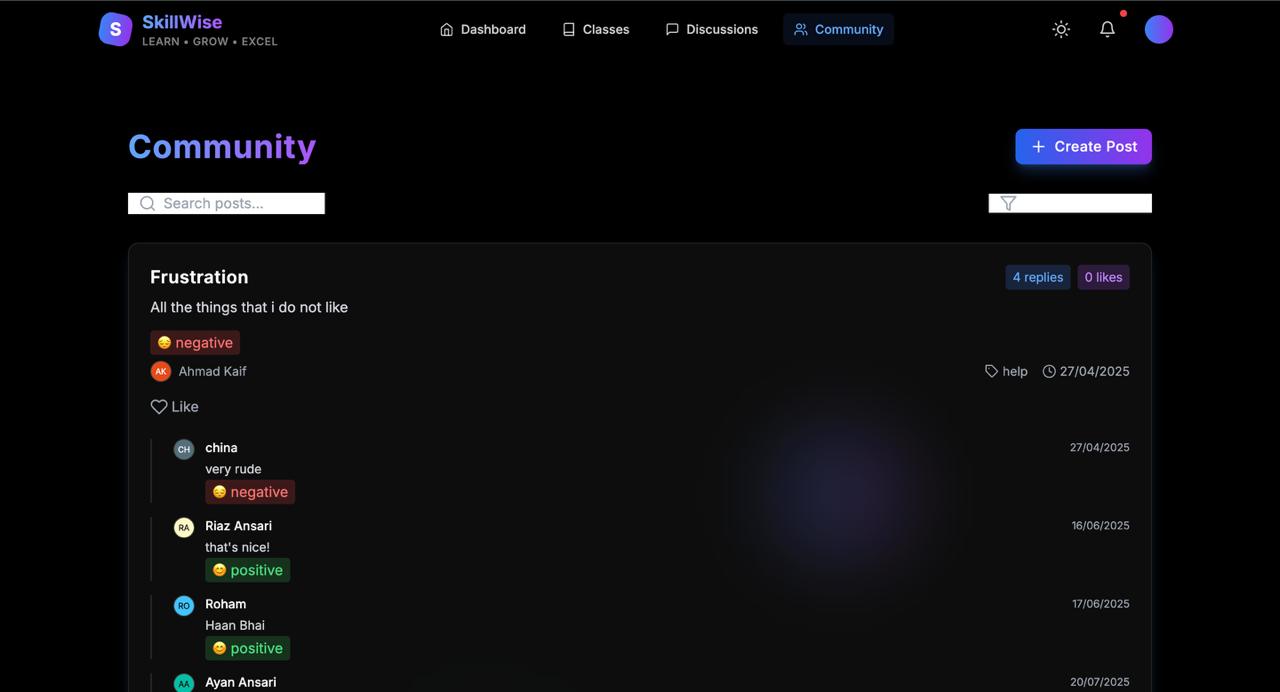 S
SkillWise
LEARN • GROW • EXCEL
Dashboard
Classes
Discussions
Community
Community
Create Post
Search posts...
Frustration
4 replies
0 likes
All the things that i do not like
😔 negative
AK
Ahmad Kaif
help
27/04/2025
Like
CH
china
27/04/2025
very rude
😔 negative
RA
Riaz Ansari
16/06/2025
that's nice!
😊 positive
RO
Roham
17/06/2025
Haan Bhai
😊 positive
AA
Ayan Ansari
20/07/2025